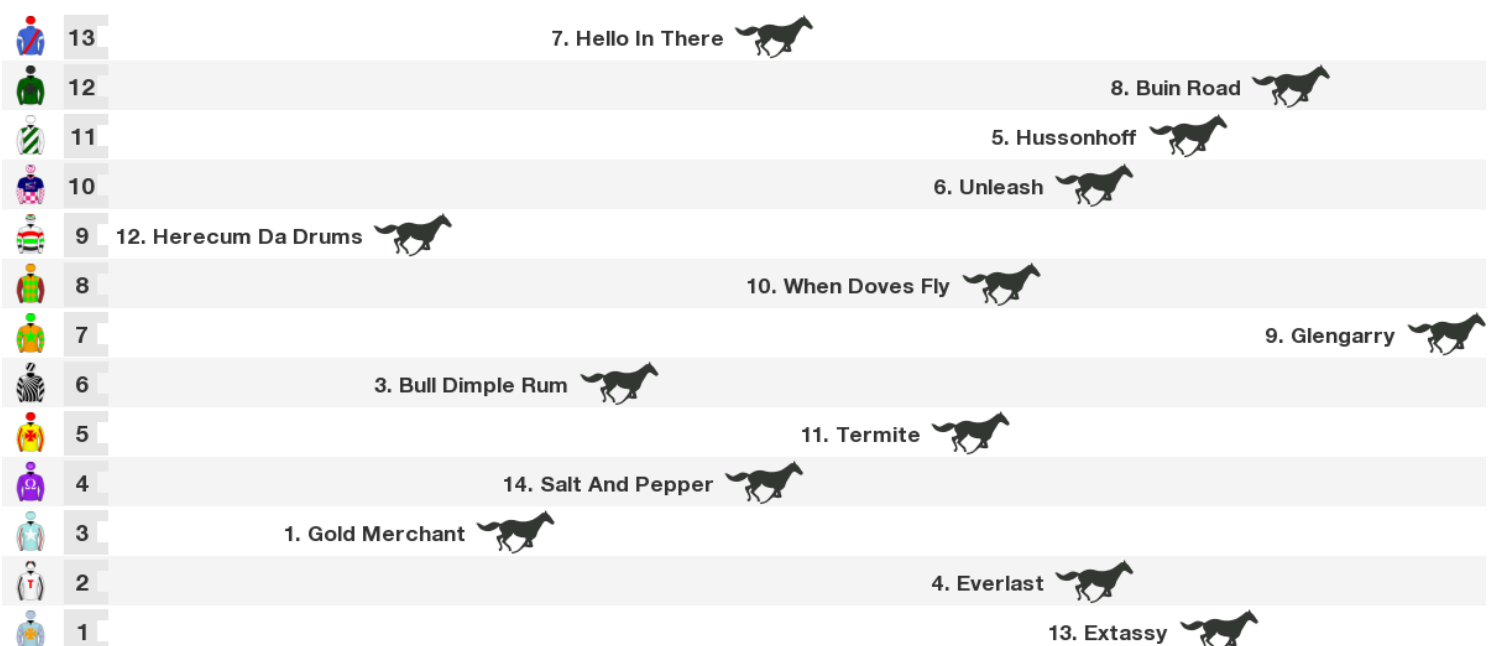 13 7. Hello In There
12 8. Buin Road
11 5. Hussonhoff
10 6. Unleash
9 12. Herecum Da Drums
8 10. When Doves Fly
7 9. Glengarry
6 3. Bull Dimple Rum
5 11. Termite
4 14. Salt And Pepper
Ω
3 1. Gold Merchant
2 4. Everlast
T
1 13. Extassy